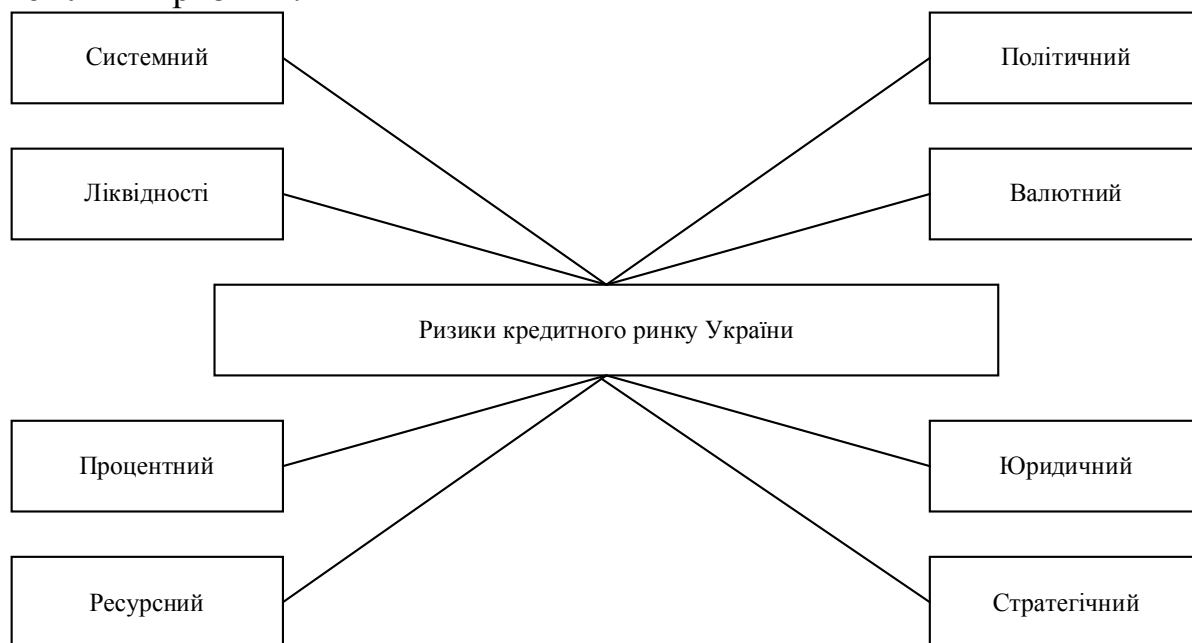 Системний
Політичний
Ліквідності
Валютний
Ризики кредитного ринку України
Процентний
Юридичний
Ресурсний
Стратегічний